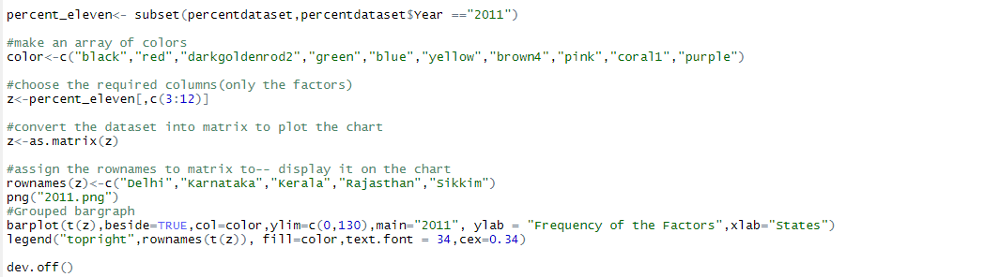 percent_eleven<- subset(percentdataset,percentdataset$Year =="2011")
#make an array of colors
color<-c("black","red","darkgoldenrod2","green","blue","yellow","brown4","pink","coral1","purple")
#choose the required columns(only the factors)
z<-percent_eleven[,c(3:12)]
#convert the dataset into matrix to plot the chart
z<-as.matrix(z)
#assign the rownames to matrix to-- display it on the chart
rownames(z)<-c("Delhi","Karnataka","Kerala","Rajasthan","Sikkim")
png("2011.png")
#Grouped bargraph
barplot(t(z),beside=TRUE,col=color,ylim=c(0,130),main="2011", ylab = "Frequency of the Factors",xlab="States")
legend("topright",rownames(t(z)), fill=color,text.font = 34,cex=0.34)
dev.off()